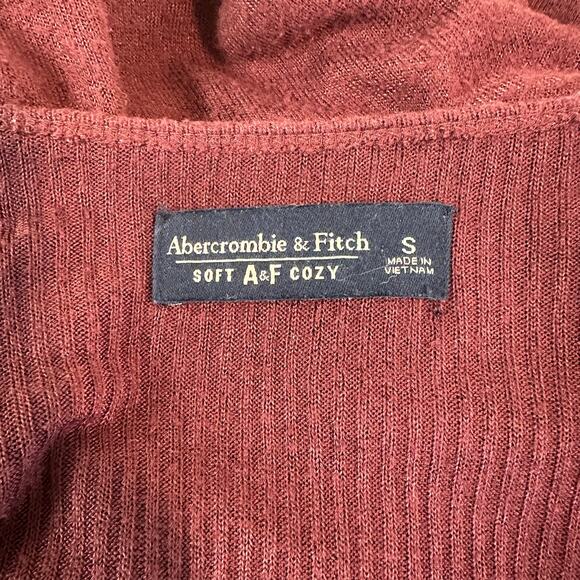 Abercrombie & Fitch
SOFT A&F COZY
S
MADE IN
VIETNAM